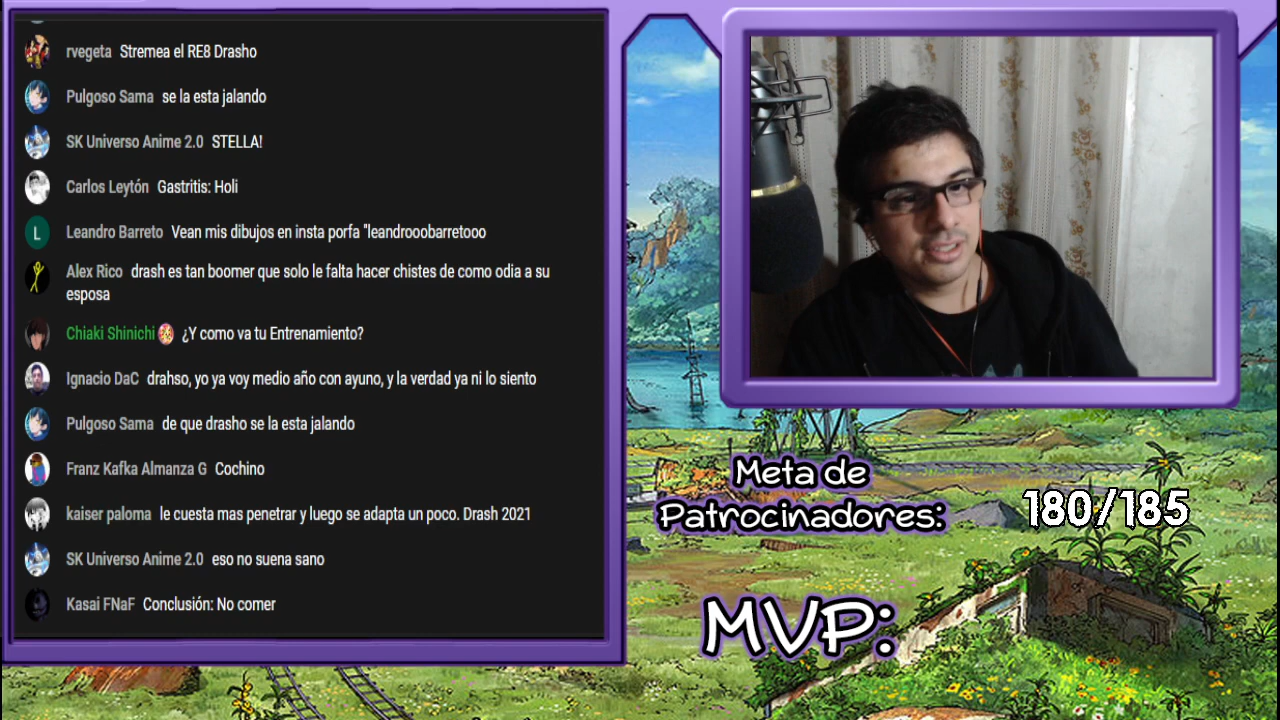 rvegeta Stremea el RE8 Drasho
Pulgoso Sama se la esta jalando
SK Universo Anime 2.0 STELLA!
Carlos Leytón Gastritis: Holi
L Leandro Barreto Vean mis dibujos en insta porfa "leandrooobarretooo
Alex Rico drash es tan boomer que solo le falta hacer chistes de como odia a su
esposa
Chiaki Shinichi ¿Y como va tu Entrenamiento?
Ignacio DaC drahso, yo ya voy medio año con ayuno, y la verdad ya ni lo siento
Pulgoso Sama de que drasho se la esta jalando
Franz Kafka Almanza G Cochino
kaiser paloma le cuesta mas penetrar y luego se adapta un poco. Drash 2021
SK Universo Anime 2.0 eso no suena sano
Kasai FNaF Conclusión: No comer
Meta de
Patrocinadores:
180/185
MVP: